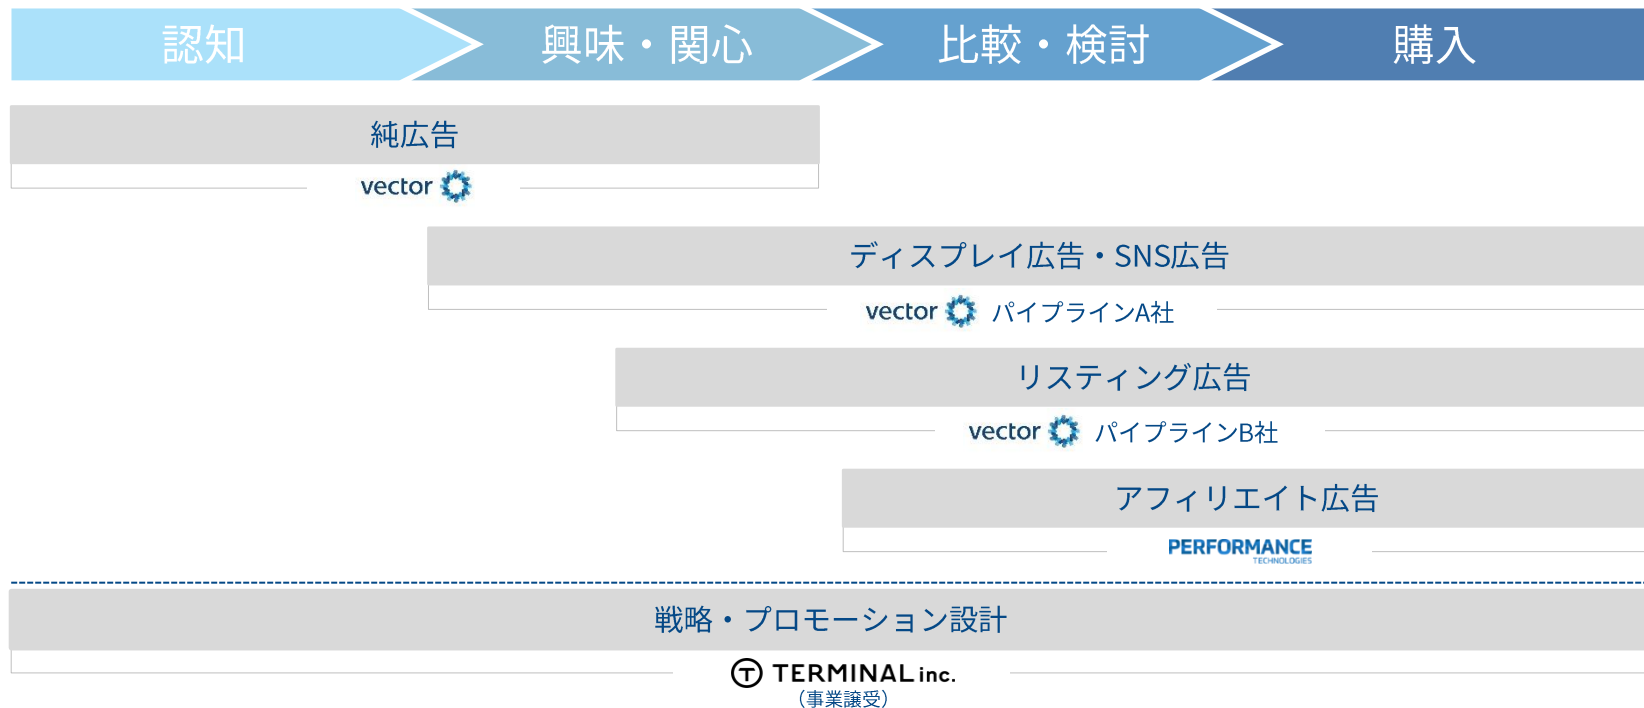 認知
興味・関心
比較・検討
購入
純広告
vector
ディスプレイ広告・SNS広告
vector パイプラインA社
リスティング広告
vector パイプラインB社
アフィリエイト広告
PERFORMANCE
TECHNOLOGIES
戦略・プロモーション設計
T TERMINAL inc.
（事業譲受）